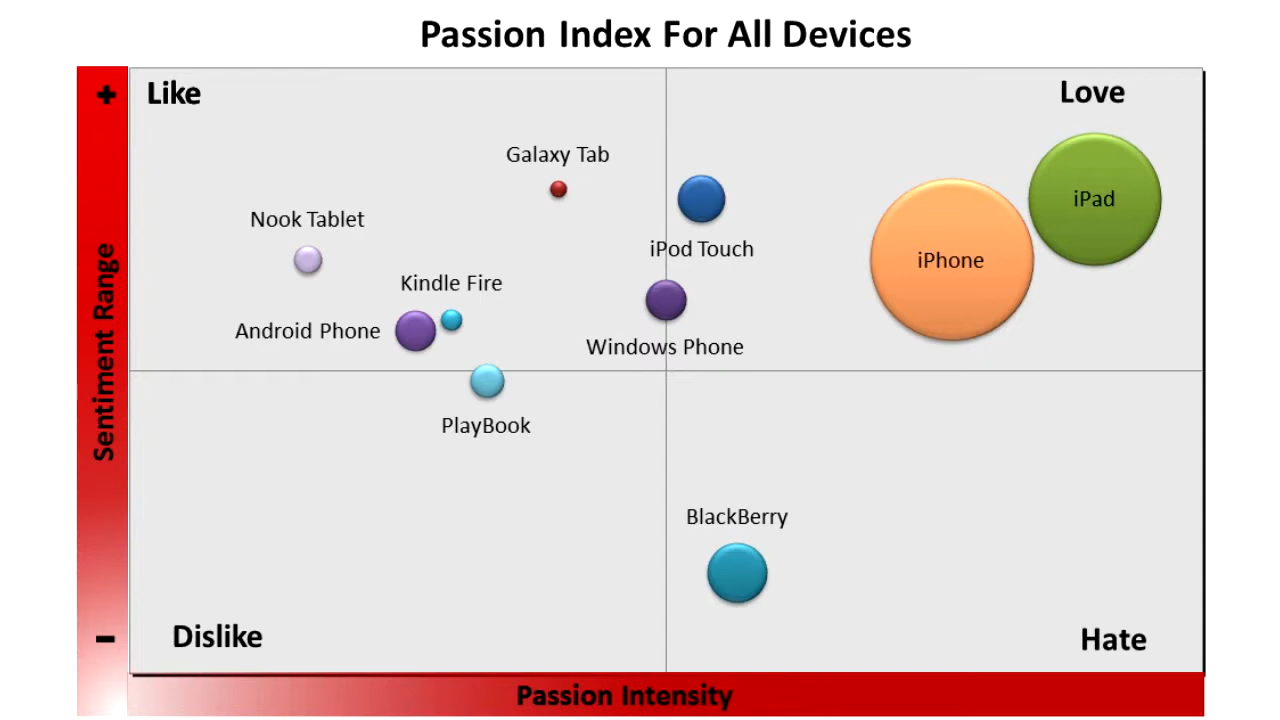 Passion Index For All Devices
+
Like
Love
Galaxy Tab
iPad
Nook Tablet
iPod Touch
iPhone
Kindle Fire
Android Phone
Windows Phone
Sentiment Range
PlayBook
BlackBerry
-
Dislike
Hate
Passion Intensity